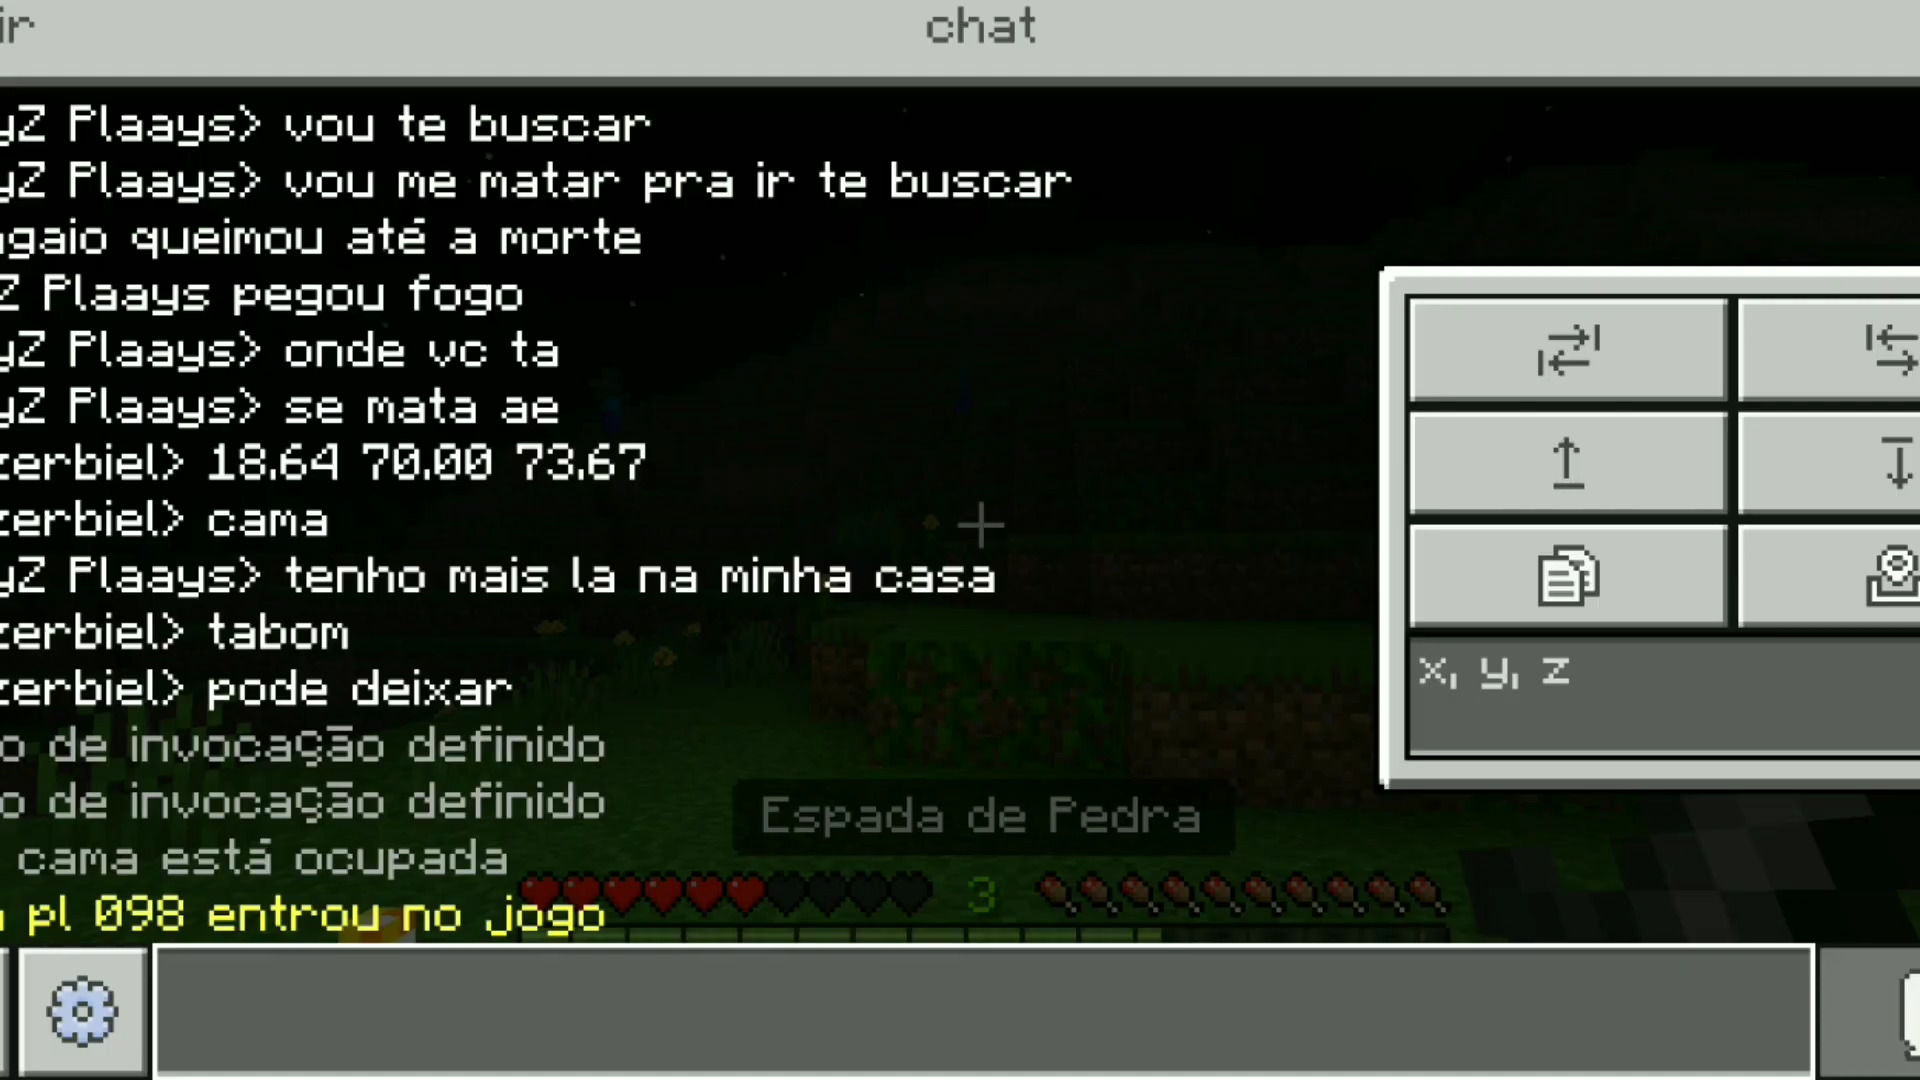 ir
chat
yZ Plaays> vou te buscar
yZ Plaays> vou me matar pra ir te buscar
agaio queimou até a morte
Z Plaays pegou fogo
yZ Plaays> onde vc ta
yZ Plaays> se mata ae
zerbiel> 18.64 70.00 73.67
zerbiel> cama
yZ Plaays> tenho mais la na minha casa
zerbiel> tabom
zerbiel> pode deixar
o de invocação definido
o de invocação definido
cama está ocupada
pl 098 entrou no jogo
x, y, z
Espada de Pedra
3